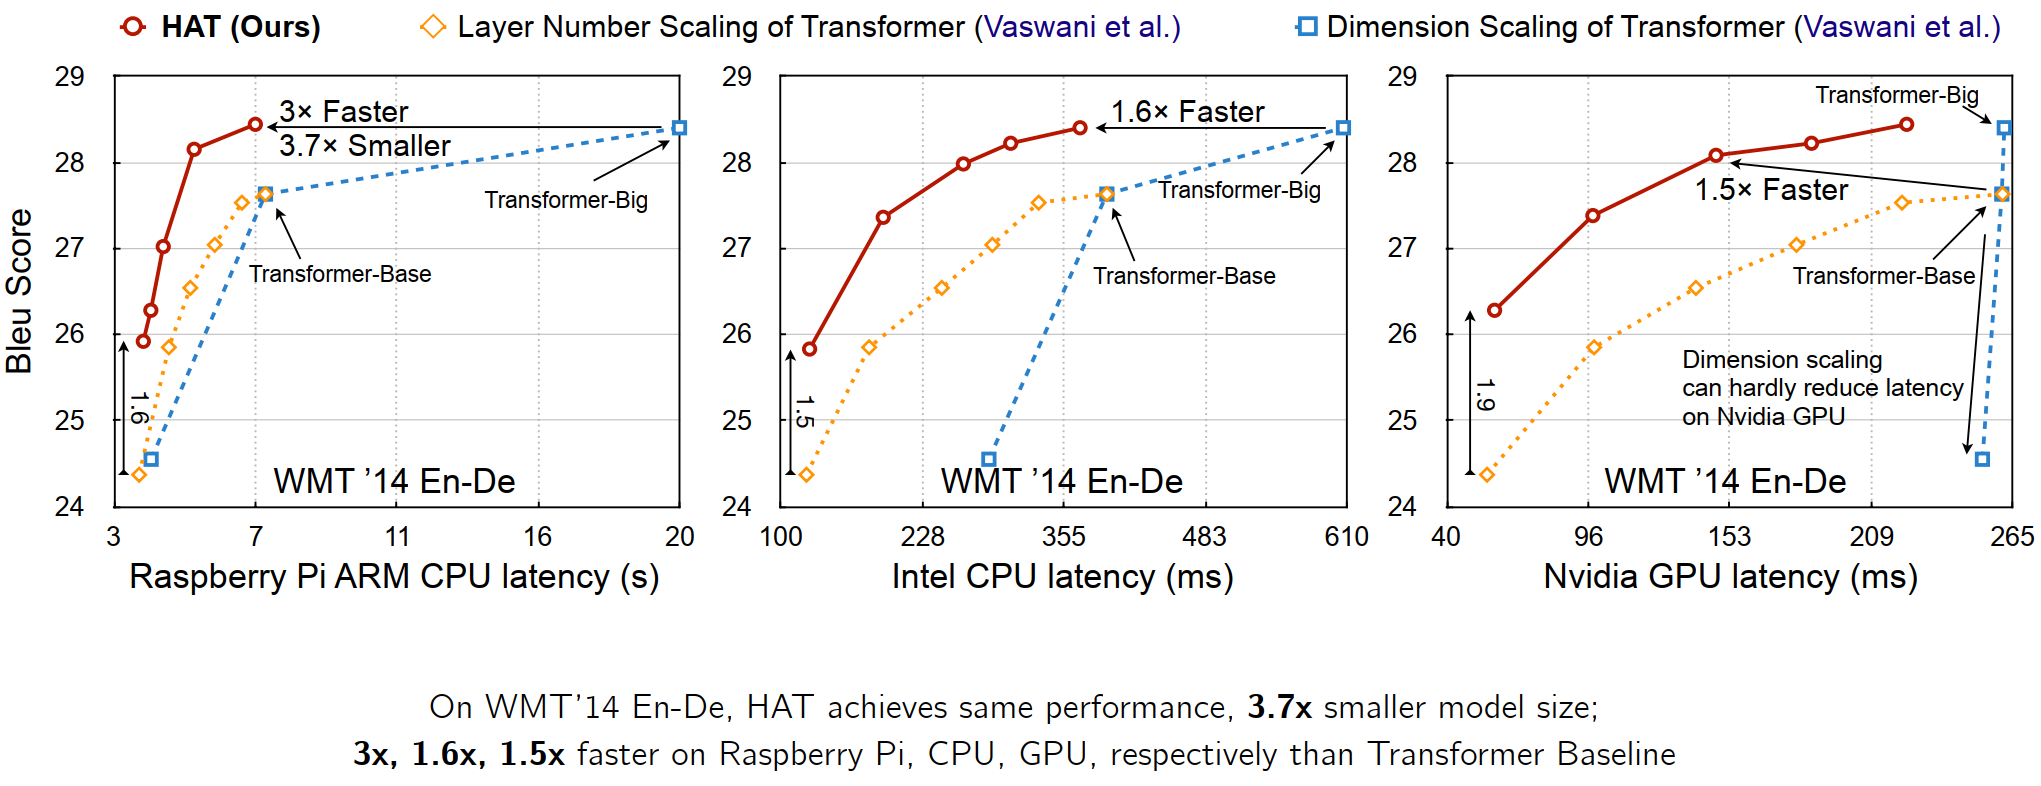 HAT (Ours) Layer Number Scaling of Transformer (Vaswani et al.) Dimension Scaling of Transformer (Vaswani et al.)
Bleu Score
29
28
27
26
25
24
3× Faster
3.7× Smaller
Transformer-Big
Transformer-Base
1.6
WMT ’14 En-De
3 7 11 16 20
Raspberry Pi ARM CPU latency (s)
29
28
27
26
25
24
1.6× Faster
Transformer-Big
Transformer-Base
1.5
WMT ’14 En-De
100 228 355 483 610
Intel CPU latency (ms)
29
28
27
26
25
24
Transformer-Big
1.5× Faster
Transformer-Base
Dimension scaling
can hardly reduce latency
on Nvidia GPU
1.9
WMT ’14 En-De
40 96 153 209 265
Nvidia GPU latency (ms)
On WMT’14 En-De, HAT achieves same performance, 3.7x smaller model size;
3x, 1.6x, 1.5x faster on Raspberry Pi, CPU, GPU, respectively than Transformer Baseline